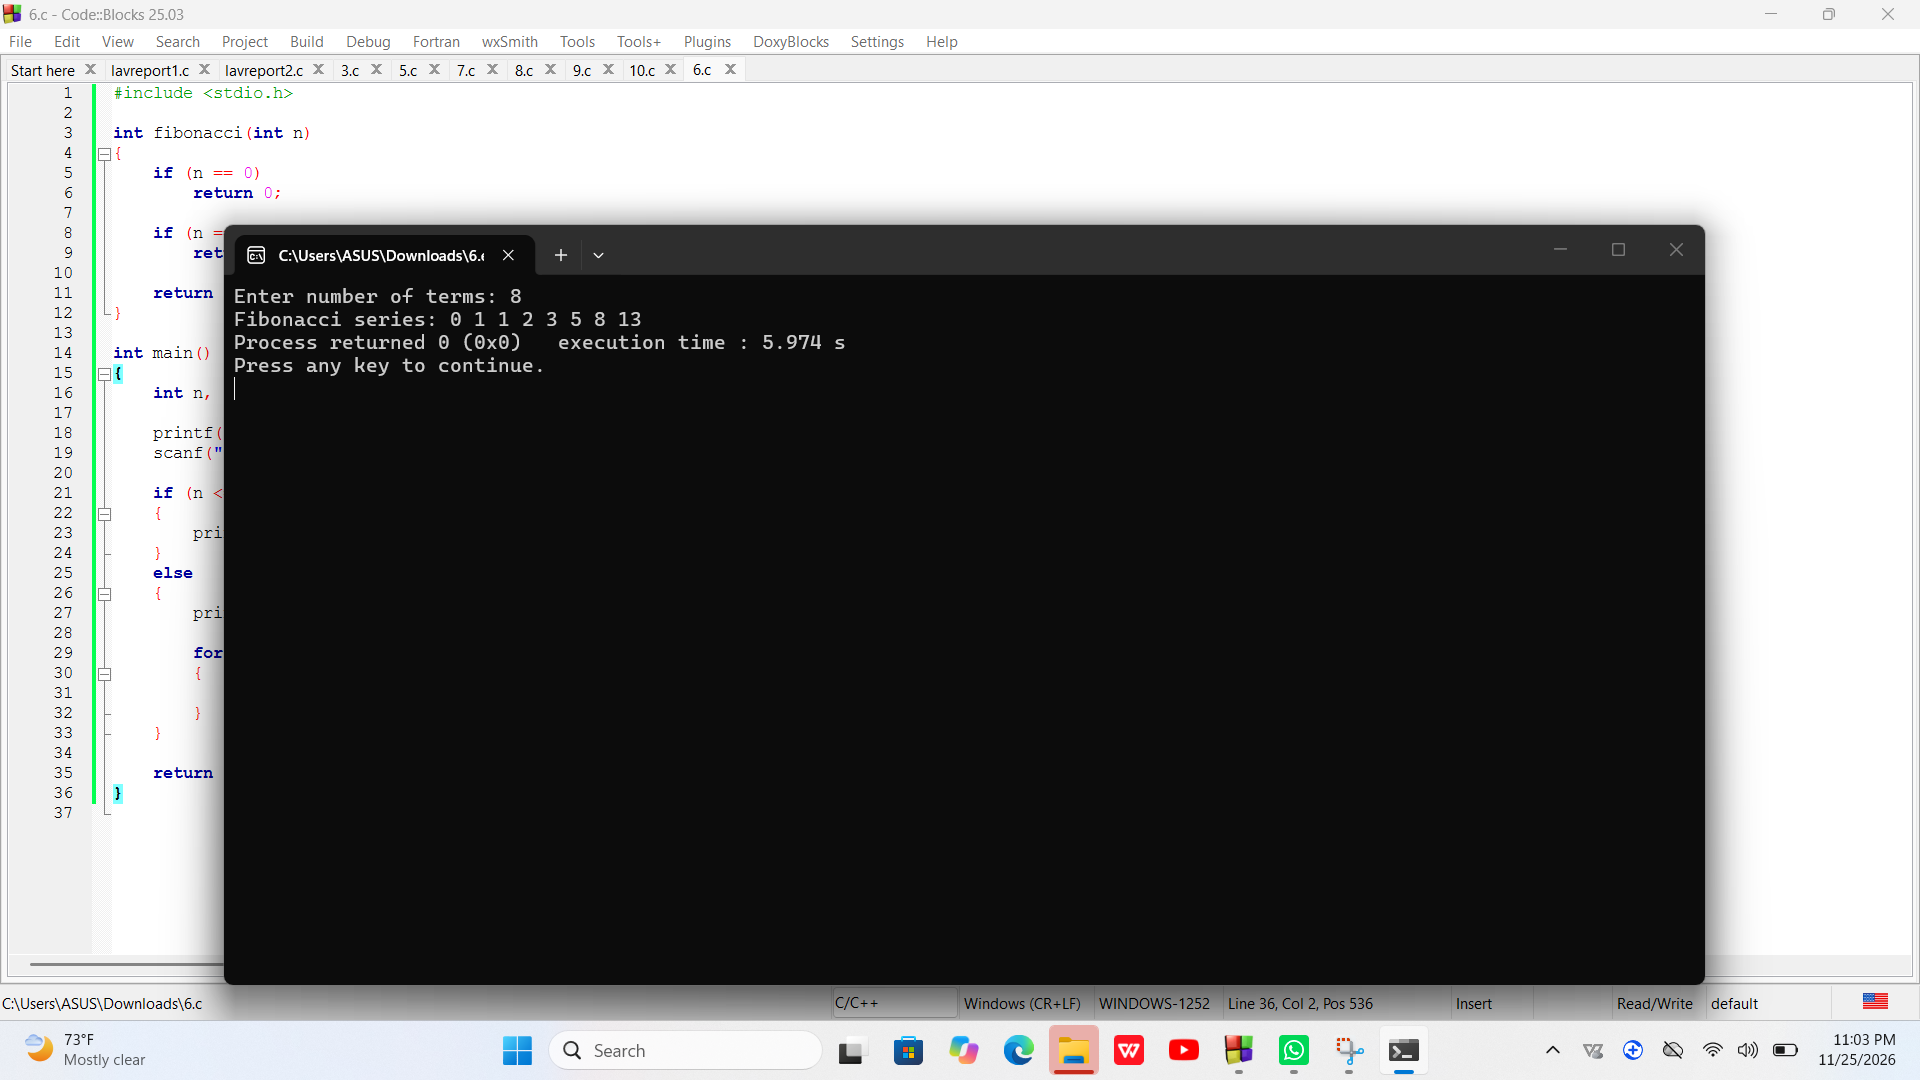 6.c - Code::Blocks 25.03
File Edit View Search Project Build Debug Fortran wxSmith Tools Tools+ Plugins DoxyBlocks Settings Help
Start here lavreport1.c lavreport2.c 3.c 5.c 7.c 8.c 9.c 10.c 6.c
1 #include <stdio.h>
2
3 int fibonacci(int n)
4 {
5 if (n == 0)
6 return 0;
7
8 if (n =
9 ret
10
11 return
12 }
13
14 int main()
15 {
16 int n,
17
18 printf(
19 scanf("
20
21 if (n <
22 {
23 pri
24 }
25 else
26 {
27 pri
28
29 for
30 {
31
32 }
33 }
34
35 return
36 }
37
C:\Users\ASUS\Downloads\6.e
Enter number of terms: 8
Fibonacci series: 0 1 1 2 3 5 8 13
Process returned 0 (0x0)   execution time : 5.974 s
Press any key to continue.
C:\Users\ASUS\Downloads\6.c C/C++ Windows (CR+LF) WINDOWS-1252 Line 36, Col 2, Pos 536 Insert Read/Write default
73°F
Mostly clear
Search
11:03 PM
11/25/2026